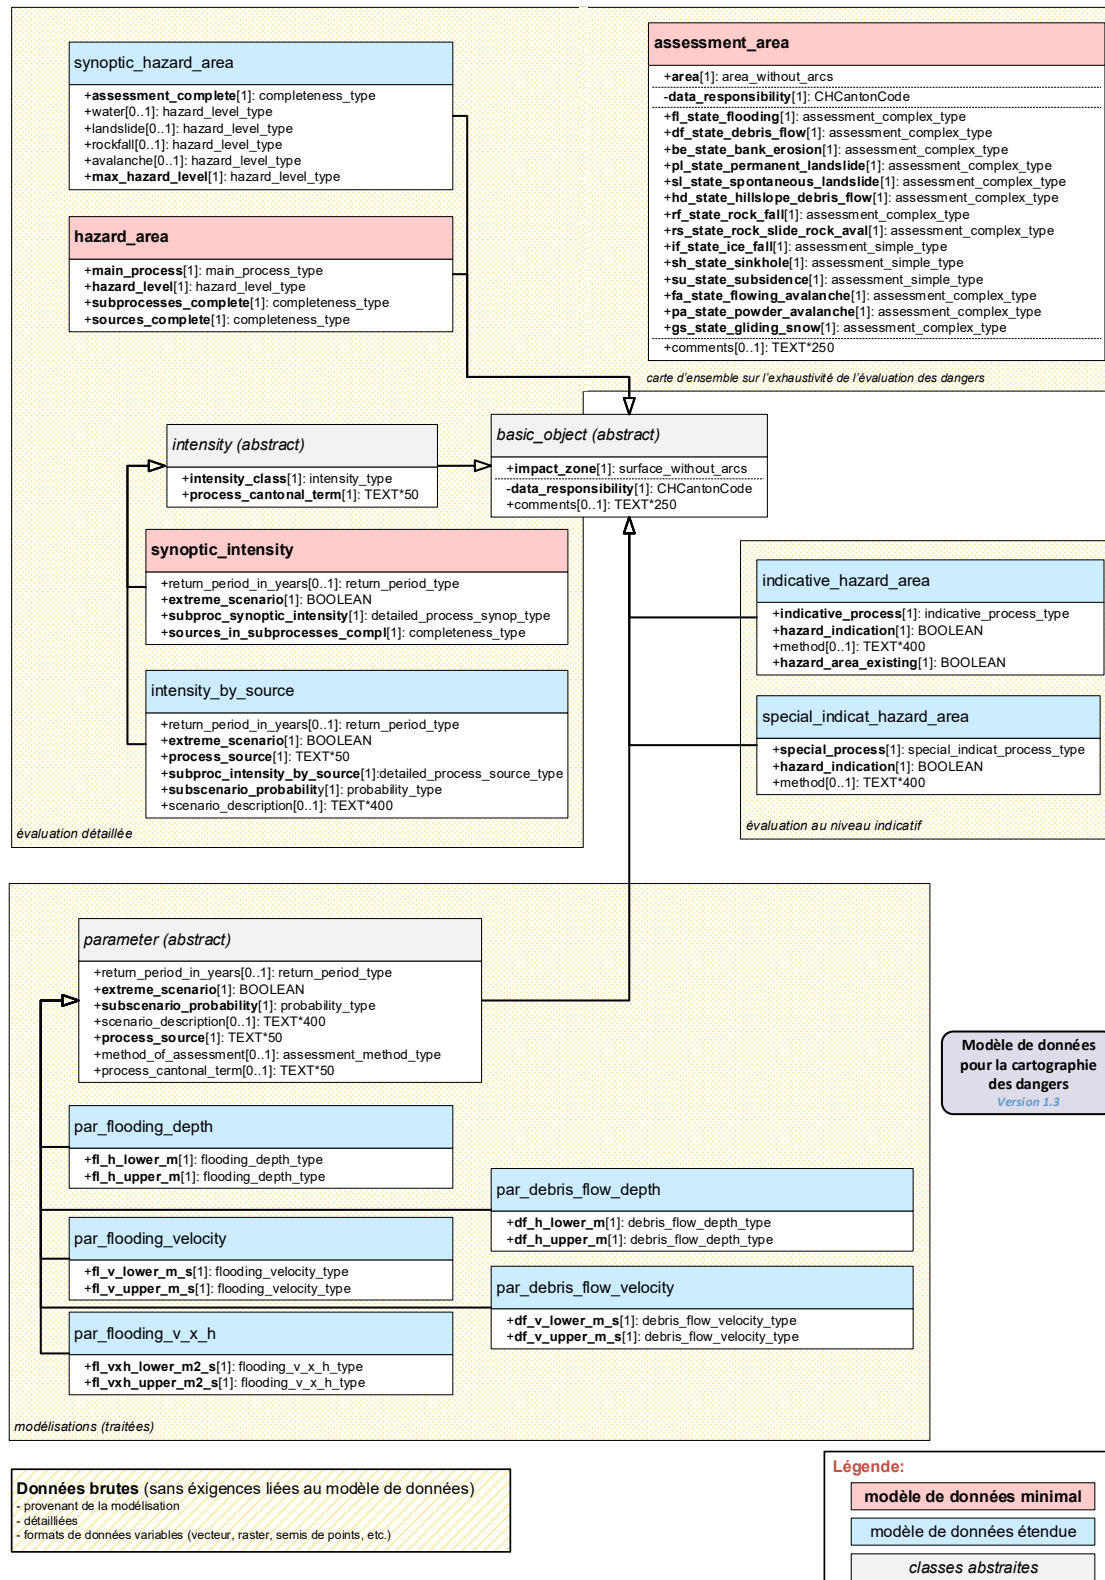 synoptic_hazard_area
+assessment_complete[1]: completeness_type
+water[0..1]: hazard_level_type
+landslide[0..1]: hazard_level_type
+rockfall[0..1]: hazard_level_type
+avalanche[0..1]: hazard_level_type
+max_hazard_level[1]: hazard_level_type
hazard_area
+main_process[1]: main_process_type
+hazard_level[1]: hazard_level_type
+subprocesses_complete[1]: completeness_type
+sources_complete[1]: completeness_type
assessment_area
+area[1]: area_without_arcs
-data_responsibility[1]: CHCantonCode
+fl_state_flooding[1]: assessment_complex_type
+df_state_debris_flow[1]: assessment_complex_type
+be_state_bank_erosion[1]: assessment_complex_type
+pl_state_permanent_landslide[1]: assessment_complex_type
+sl_state_spontaneous_landslide[1]: assessment_complex_type
+hd_state_hillslope_debris_flow[1]: assessment_complex_type
+rf_state_rock_fall[1]: assessment_complex_type
+rs_state_rock_slide_rock_aval[1]: assessment_complex_type
+if_state_ice_fall[1]: assessment_simple_type
+sh_state_sinkhole[1]: assessment_simple_type
+su_state_subsidence[1]: assessment_simple_type
+fa_state_flowing_avalanche[1]: assessment_complex_type
+pa_state_powder_avalanche[1]: assessment_complex_type
+gs_state_gliding_snow[1]: assessment_complex_type
+comments[0..1]: TEXT*250
carte d'ensemble sur l'exhaustivité de l'évaluation des dangers
intensity (abstract)
+intensity_class[1]: intensity_type
+process_cantonal_term[1]: TEXT*50
basic_object (abstract)
+impact_zone[1]: surface_without_arcs
-data_responsibility[1]: CHCantonCode
+comments[0..1]: TEXT*250
synoptic_intensity
+return_period_in_years[0..1]: return_period_type
+extreme_scenario[1]: BOOLEAN
+subproc_synoptic_intensity[1]: detailed_process_synop_type
+sources_in_subprocesses_compl[1]: completeness_type
intensity_by_source
+return_period_in_years[0..1]: return_period_type
+extreme_scenario[1]: BOOLEAN
+process_source[1]: TEXT*50
+subproc_intensity_by_source[1]:detailed_process_source_type
+subscenario_probability[1]: probability_type
+scenario_description[0..1]: TEXT*400
évaluation détaillée
indicative_hazard_area
+indicative_process[1]: indicative_process_type
+hazard_indication[1]: BOOLEAN
+method[0..1]: TEXT*400
+hazard_area_existing[1]: BOOLEAN
special_indicat_hazard_area
+special_process[1]: special_indicat_process_type
+hazard_indication[1]: BOOLEAN
+method[0..1]: TEXT*400
évaluation au niveau indicatif
parameter (abstract)
+return_period_in_years[0..1]: return_period_type
+extreme_scenario[1]: BOOLEAN
+subscenario_probability[1]: probability_type
+scenario_description[0..1]: TEXT*400
+process_source[1]: TEXT*50
+method_of_assessment[0..1]: assessment_method_type
+process_cantonal_term[0..1]: TEXT*50
Modèle de données
pour la cartographie
des dangers
Version 1.3
par_flooding_depth
+fl_h_lower_m[1]: flooding_depth_type
+fl_h_upper_m[1]: flooding_depth_type
par_debris_flow_depth
+df_h_lower_m[1]: debris_flow_depth_type
+df_h_upper_m[1]: debris_flow_depth_type
par_flooding_velocity
+fl_v_lower_m_s[1]: flooding_velocity_type
+fl_v_upper_m_s[1]: flooding_velocity_type
par_debris_flow_velocity
+df_v_lower_m_s[1]: debris_flow_velocity_type
+df_v_upper_m_s[1]: debris_flow_velocity_type
par_flooding_v_x_h
+fl_vxh_lower_m2_s[1]: flooding_v_x_h_type
+fl_vxh_upper_m2_s[1]: flooding_v_x_h_type
modélisations (traitées)
Données brutes (sans éxigences liées au modèle de données)
- provenant de la modélisation
- détailliées
- formats de données variables (vecteur, raster, semis de points, etc.)
Légende:
modèle de données minimal
modèle de données étendue
classes abstraites